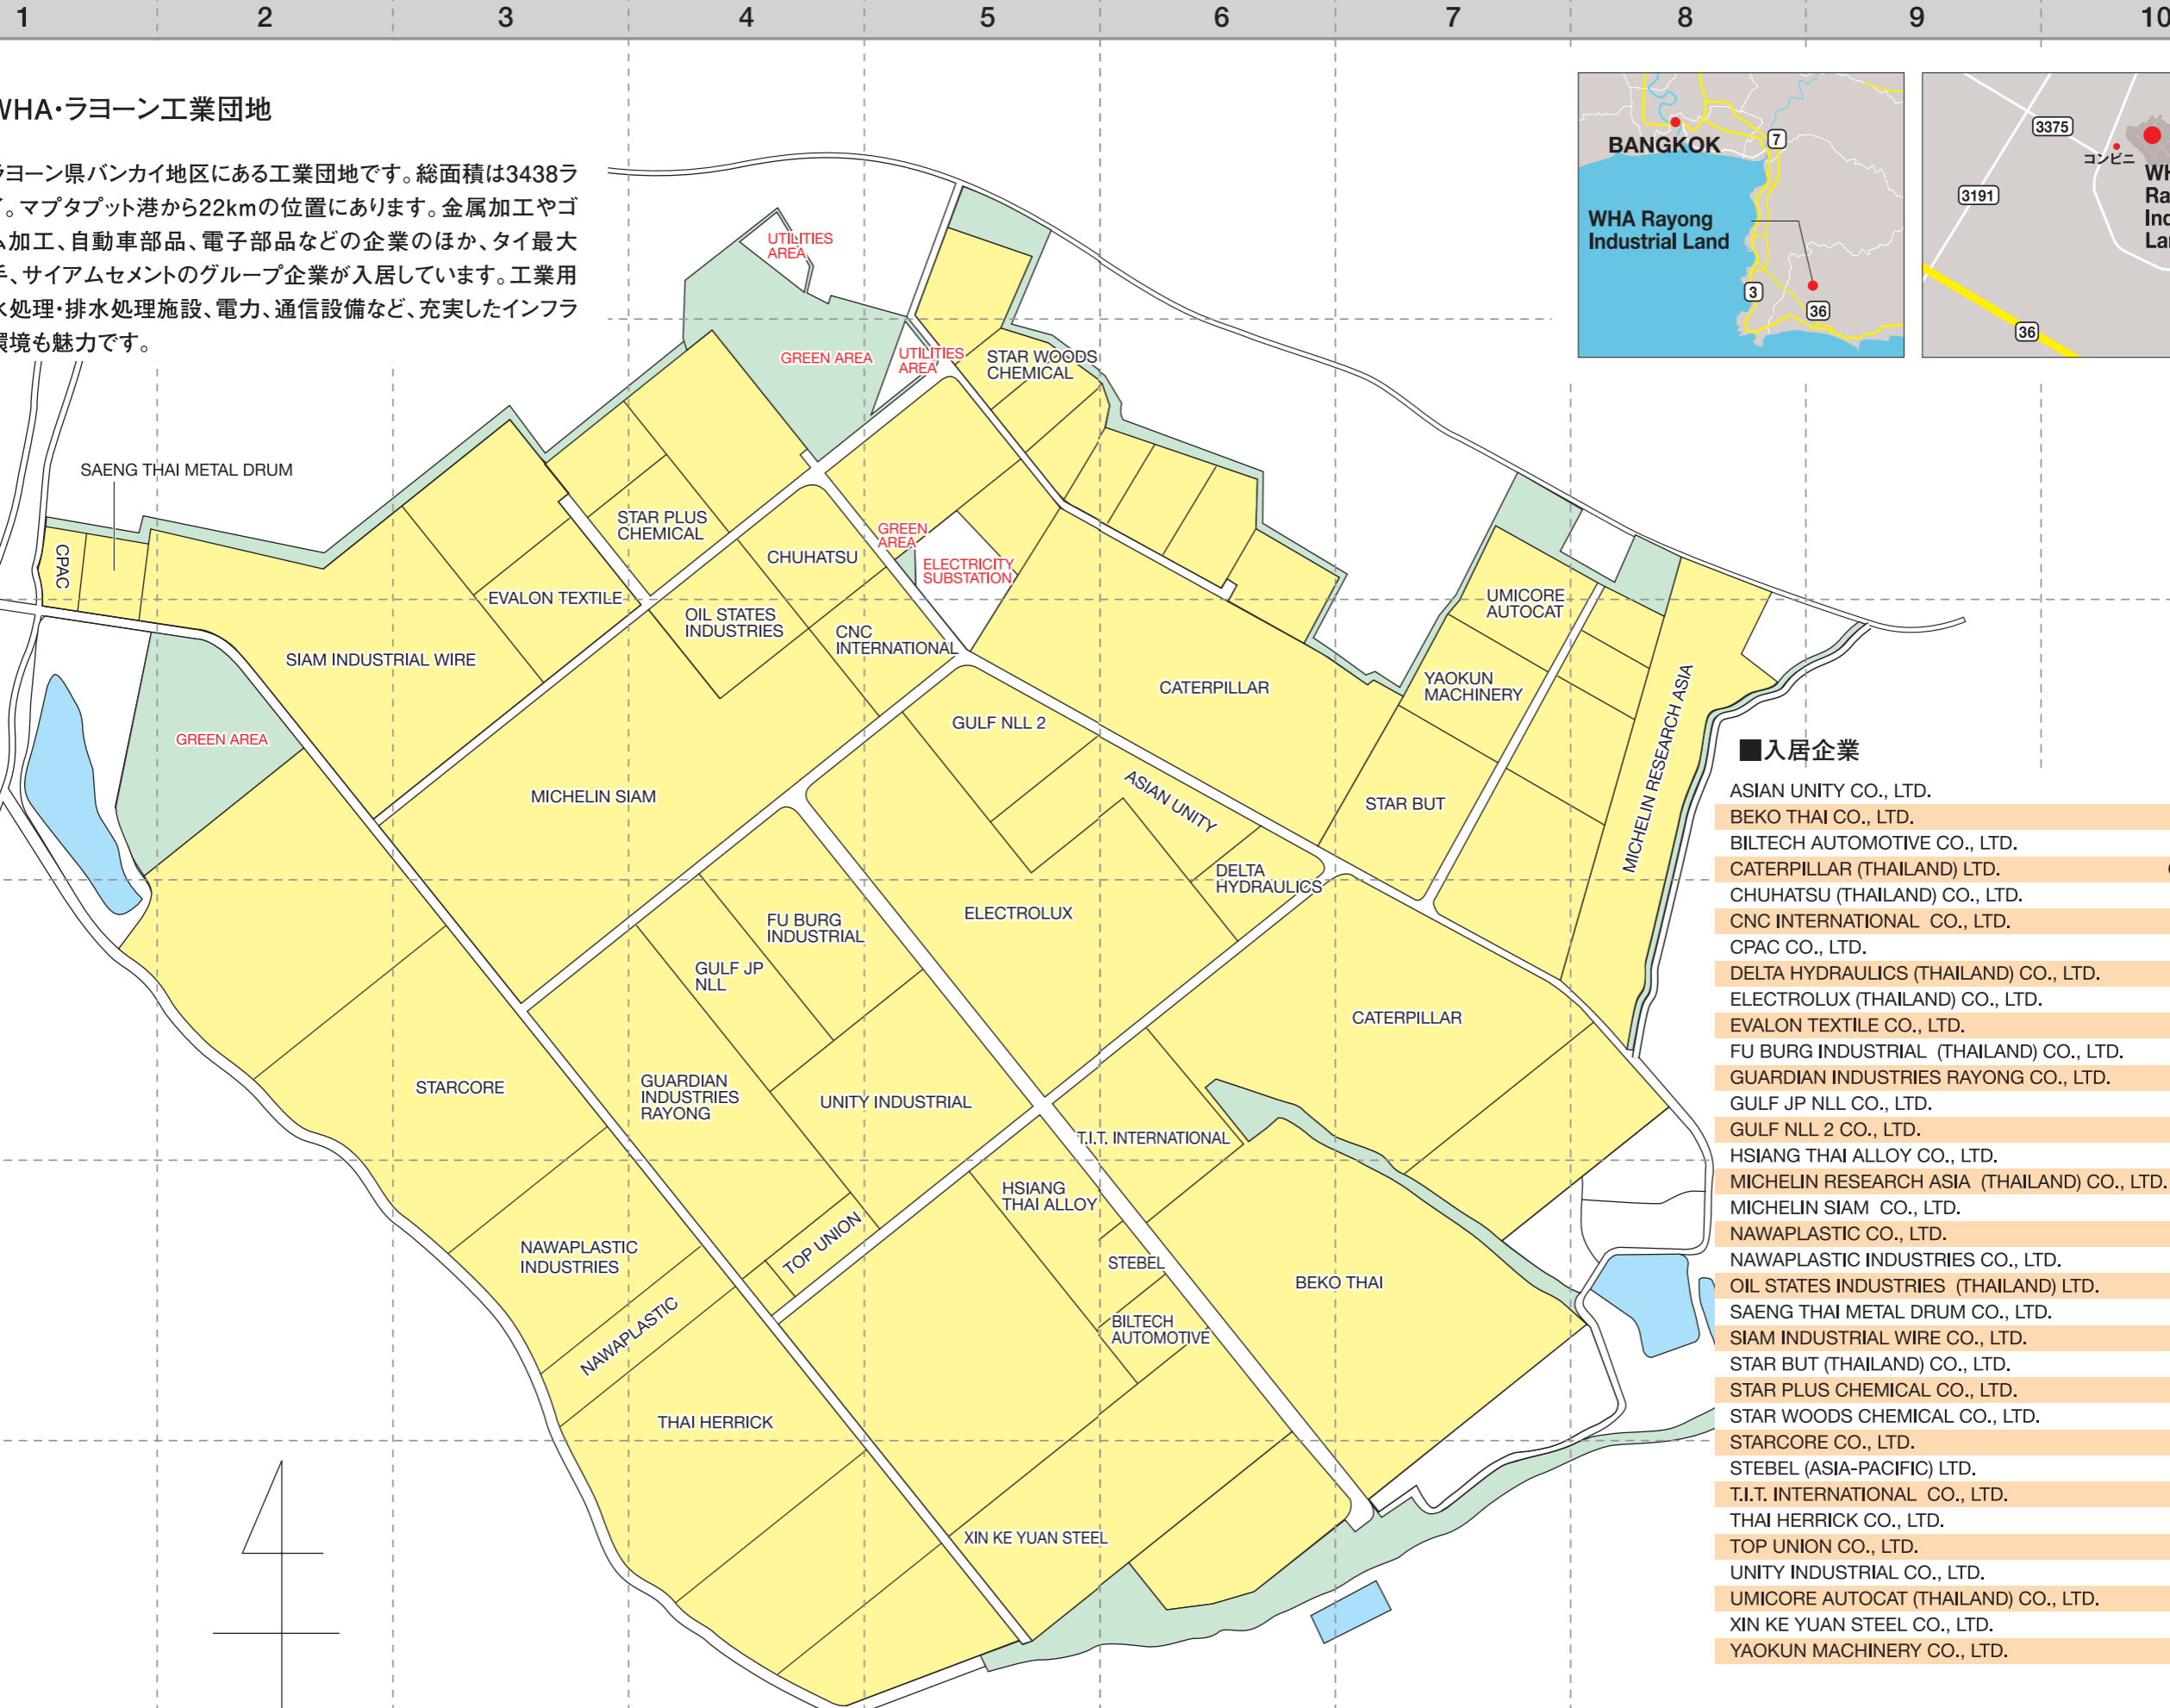 1 2 3 4 5 6 7 8 9 10
WHA・ラヨーン工業団地
ラヨーン県バンカイ地区にある工業団地です。総面積は3438ラ
。マプタプット港から22kmの位置にあります。金属加工やゴ
ム加工、自動車部品、電子部品などの企業のほか、タイ最大
手、サイアムセメントのグループ企業が入居しています。工業用
水処理・排水処理施設、電力、通信設備など、充実したインフラ
環境も魅力です。
BANGKOK
7
WHA Rayong
Industrial Land
3
36
3375
コンビニ
3191
36
UTILITIES
AREA
GREEN AREA
UTILITIES
AREA
STAR WOODS
CHEMICAL
SAENG THAI METAL DRUM
CPAC
STAR PLUS
CHEMICAL
CHUHATSU
GREEN
AREA
ELECTRICITY
SUBSTATION
EVALON TEXTILE
OIL STATES
INDUSTRIES
CNC
INTERNATIONAL
UMICORE
AUTOCAT
SIAM INDUSTRIAL WIRE
CATERPILLAR
YAOKUN
MACHINERY
GREEN AREA
GULF NLL 2
MICHELIN RESEARCH ASIA
MICHELIN SIAM
ASIAN UNITY
STAR BUT
DELTA
HYDRAULICS
FU BURG
INDUSTRIAL
ELECTROLUX
GULF JP
NLL
CATERPILLAR
STARCORE
GUARDIAN
INDUSTRIES
RAYONG
UNITY INDUSTRIAL
T.I.T. INTERNATIONAL
HSIANG
THAI ALLOY
NAWAPLASTIC
INDUSTRIES
TOP UNION
STEBEL
BEKO THAI
NAWAPLASTIC
BILTECH
AUTOMOTIVE
THAI HERRICK
XIN KE YUAN STEEL
■入居企業
ASIAN UNITY CO., LTD.
BEKO THAI CO., LTD.
BILTECH AUTOMOTIVE CO., LTD.
CATERPILLAR (THAILAND) LTD.
CHUHATSU (THAILAND) CO., LTD.
CNC INTERNATIONAL CO., LTD.
CPAC CO., LTD.
DELTA HYDRAULICS (THAILAND) CO., LTD.
ELECTROLUX (THAILAND) CO., LTD.
EVALON TEXTILE CO., LTD.
FU BURG INDUSTRIAL (THAILAND) CO., LTD.
GUARDIAN INDUSTRIES RAYONG CO., LTD.
GULF JP NLL CO., LTD.
GULF NLL 2 CO., LTD.
HSIANG THAI ALLOY CO., LTD.
MICHELIN RESEARCH ASIA (THAILAND) CO., LTD.
MICHELIN SIAM CO., LTD.
NAWAPLASTIC CO., LTD.
NAWAPLASTIC INDUSTRIES CO., LTD.
OIL STATES INDUSTRIES (THAILAND) LTD.
SAENG THAI METAL DRUM CO., LTD.
SIAM INDUSTRIAL WIRE CO., LTD.
STAR BUT (THAILAND) CO., LTD.
STAR PLUS CHEMICAL CO., LTD.
STAR WOODS CHEMICAL CO., LTD.
STARCORE CO., LTD.
STEBEL (ASIA-PACIFIC) LTD.
T.I.T. INTERNATIONAL CO., LTD.
THAI HERRICK CO., LTD.
TOP UNION CO., LTD.
UNITY INDUSTRIAL CO., LTD.
UMICORE AUTOCAT (THAILAND) CO., LTD.
XIN KE YUAN STEEL CO., LTD.
YAOKUN MACHINERY CO., LTD.